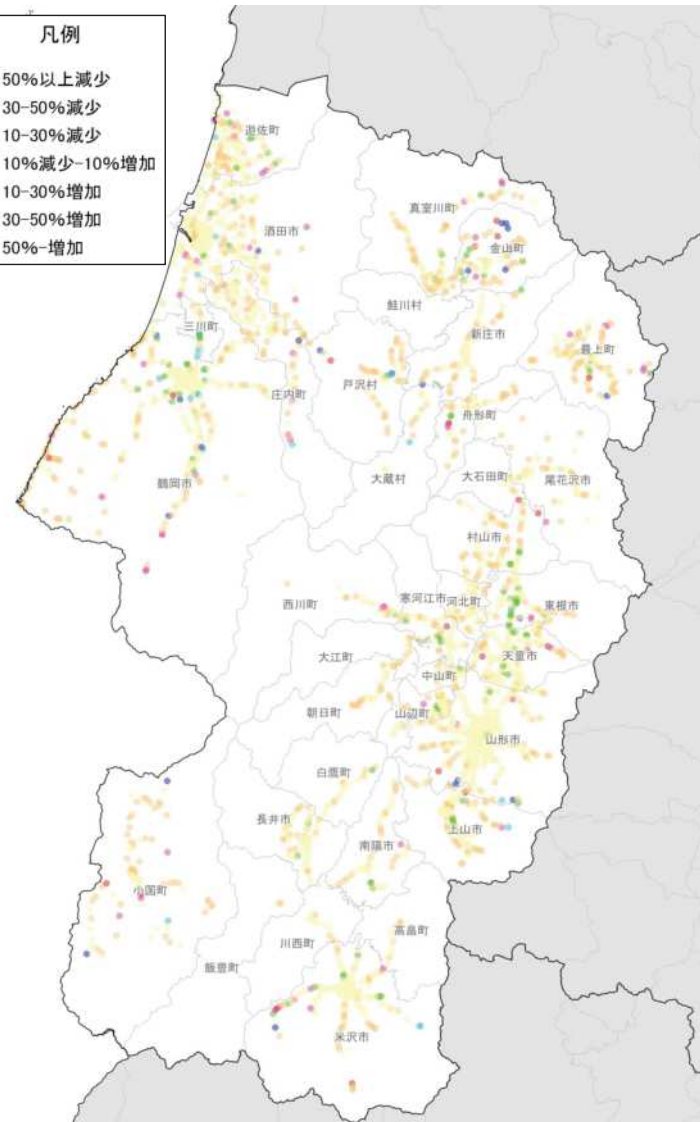 凡例
50%以上減少
30-50%減少
10-30%減少
10%減少-10%増加
10-30%増加
30-50%増加
50%-増加
遊佐町
真室川町
酒田市
金山町
鮭川村
三川町
新庄市
最上町
戸沢村
庄内町
舟形町
大蔵村
大石田町
尾花沢市
鶴岡市
村山市
西川町
寒河江市
河北町
東根市
大江町
天童市
中山町
朝日町
山辺町
山形市
白鷹町
長井市
上山市
南陽市
小国町
高畠町
川西町
飯豊町
米沢市